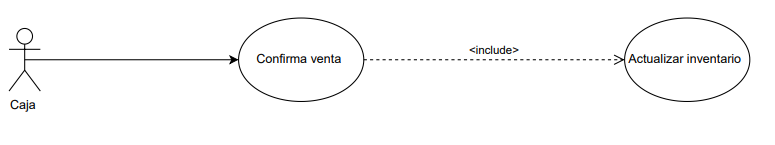 <include>
Confirma venta
Actualizar inventario
Caja